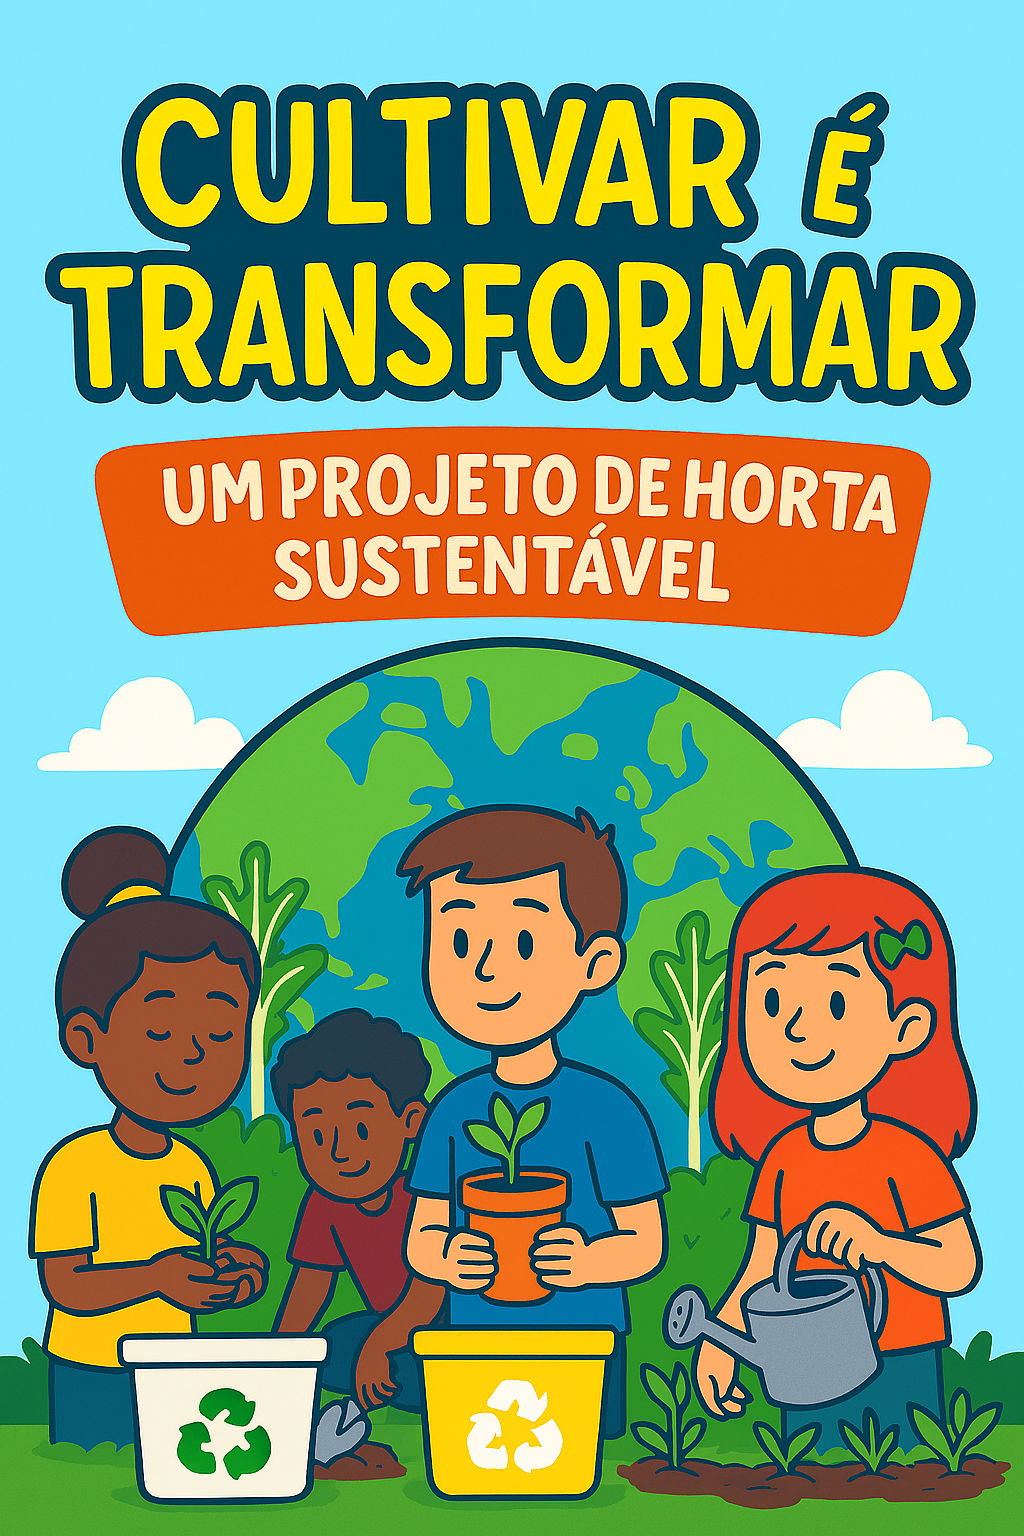 CULTIVAR É
TRANSFORMAR
UM PROJETO DE HORTA
SUSTENTÁVEL